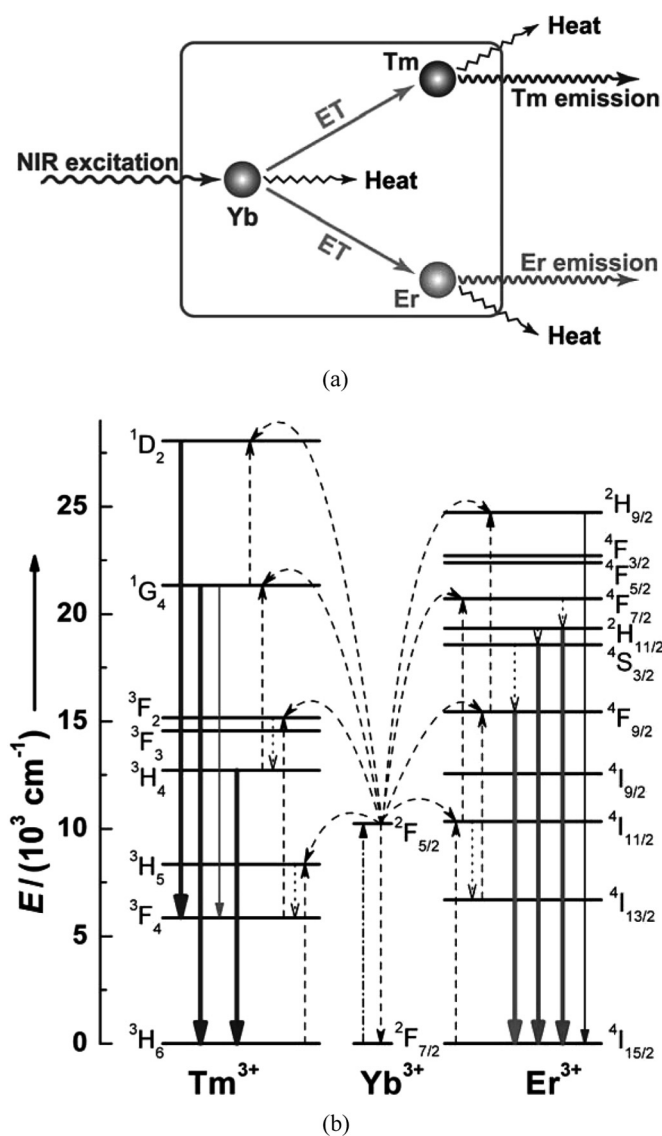 Heat
Tm
Tm emission
ET
NIR excitation
Heat
Yb
ET
Er emission
Er
Heat
(a)
E/(10³ cm⁻¹)
25
20
15
10
5
0
¹D₂
¹G₄
³F₂
³F₃
³H₄
³H₅
³F₄
³H₆
²F₅/₂
²F₇/₂
²H₉/₂
⁴F₃/₂
⁴F₅/₂
⁴F₇/₂
²H₁₁/₂
⁴S₃/₂
⁴F₉/₂
⁴I₉/₂
⁴I₁₁/₂
⁴I₁₃/₂
⁴I₁₅/₂
Tm³⁺ Yb³⁺ Er³⁺
(b)